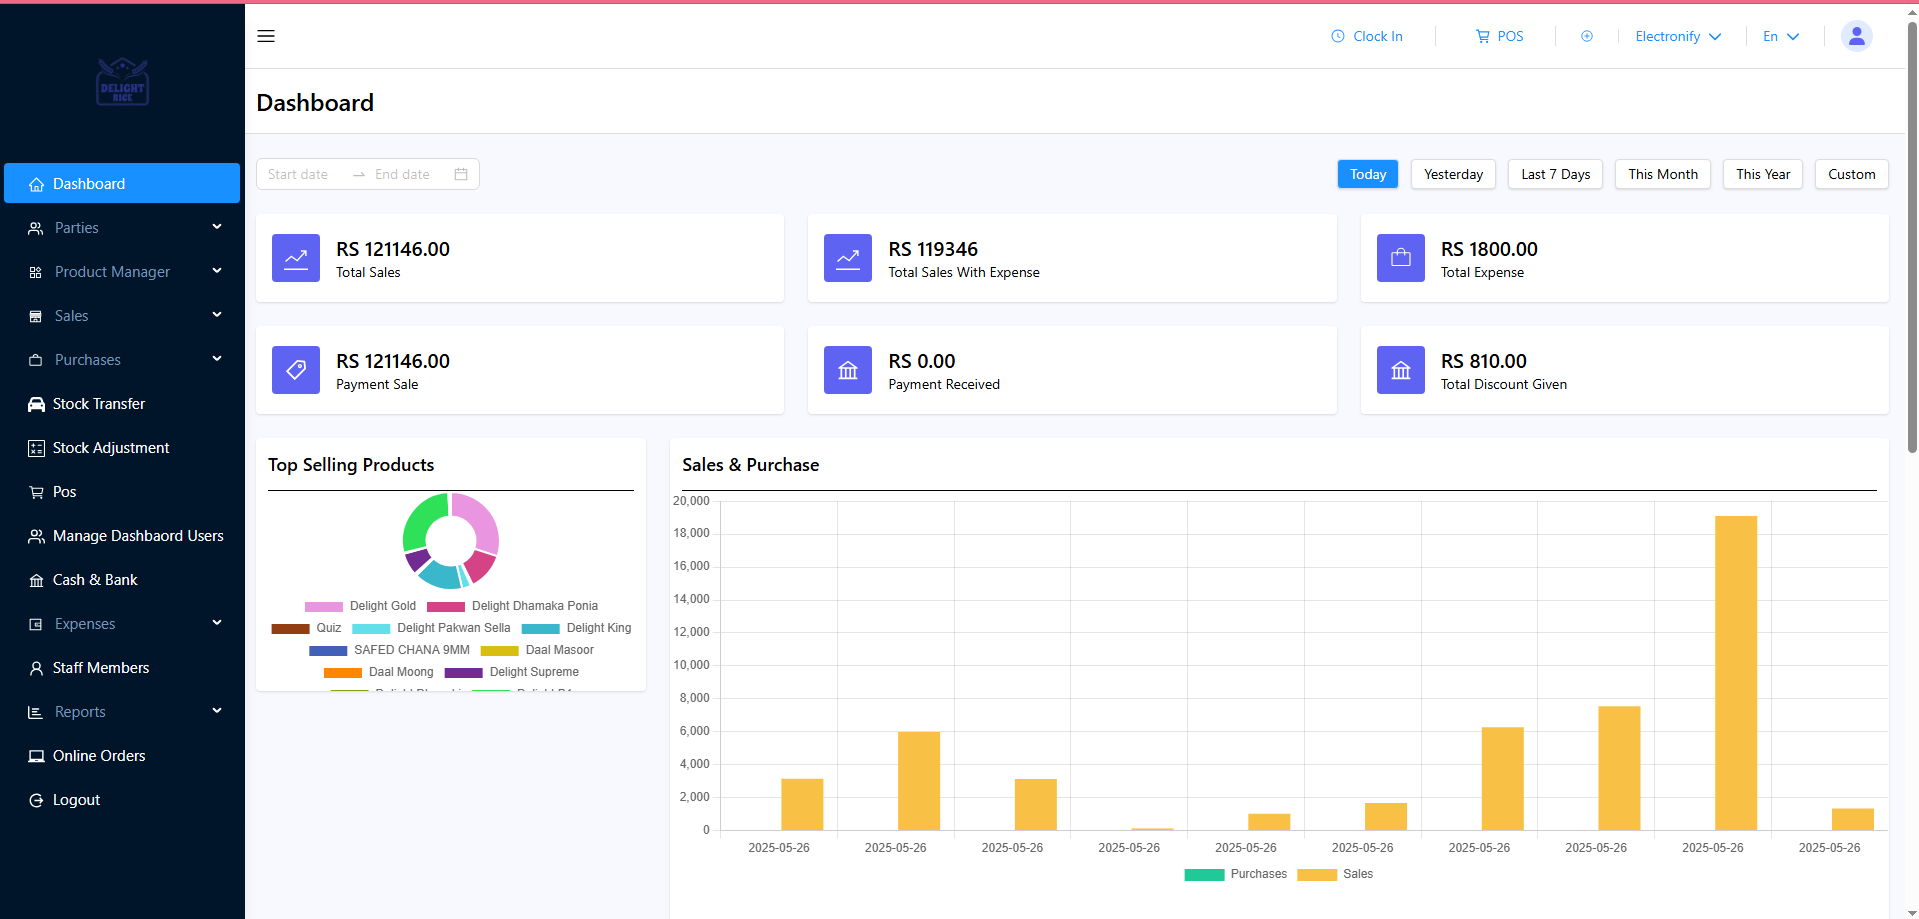 DELIGHT
RICE
Clock In
POS
Electronify
En
Dashboard
Dashboard
Parties
Product Manager
Sales
Purchases
Stock Transfer
Stock Adjustment
Pos
Manage Dashbaord Users
Cash & Bank
Expenses
Staff Members
Reports
Online Orders
Logout
Start date → End date
Today Yesterday Last 7 Days This Month This Year Custom
RS 121146.00
Total Sales
RS 119346
Total Sales With Expense
RS 1800.00
Total Expense
RS 121146.00
Payment Sale
RS 0.00
Payment Received
RS 810.00
Total Discount Given
Top Selling Products
Delight Gold Delight Dhamaka Ponia
Quiz Delight Pakwan Sella Delight King
SAFED CHANA 9MM Daal Masoor
Daal Moong Delight Supreme
Sales & Purchase
20,000
18,000
16,000
14,000
12,000
10,000
8,000
6,000
4,000
2,000
0
2025-05-26 2025-05-26 2025-05-26 2025-05-26 2025-05-26 2025-05-26 2025-05-26 2025-05-26 2025-05-26 2025-05-26
Purchases Sales